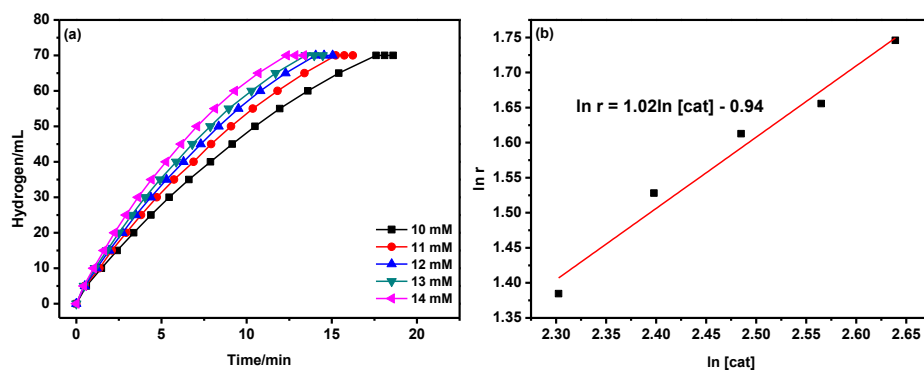 (a)
80
70
60
50
40
30
20
10
0
Hydrogen/mL
0 5 10 15 20
Time/min
10 mM
11 mM
12 mM
13 mM
14 mM
(b)
1.75
1.70
1.65
1.60
1.55
1.50
1.45
1.40
1.35
ln r
ln r = 1.02ln [cat] - 0.94
2.30 2.35 2.40 2.45 2.50 2.55 2.60 2.65
ln [cat]